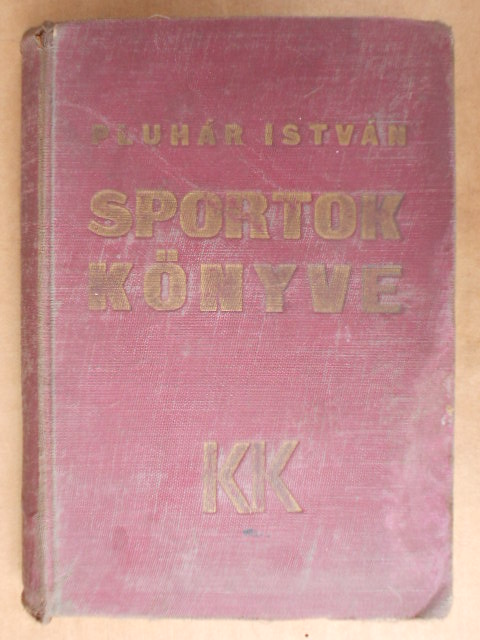 PLUHÁR ISTVÁN
SPORTOK
KÖNYVE
KK